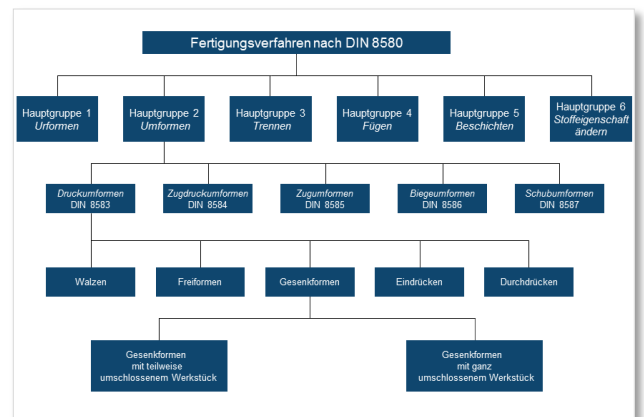 Fertigungsverfahren nach DIN 8580
Hauptgruppe 1
Urformen
Hauptgruppe 2
Umformen
Hauptgruppe 3
Trennen
Hauptgruppe 4
Fügen
Hauptgruppe 5
Beschichten
Hauptgruppe 6
Stoffeigenschaft
ändern
Druckumformen
DIN 8583
Zugdruckumformen
DIN 8584
Zugumformen
DIN 8585
Biegeumformen
DIN 8586
Schubumformen
DIN 8587
Walzen
Freiformen
Gesenkformen
Eindrücken
Durchdrücken
Gesenkformen
mit teilweise
umschlossenem Werkstück
Gesenkformen
mit ganz
umschlossenem Werkstück